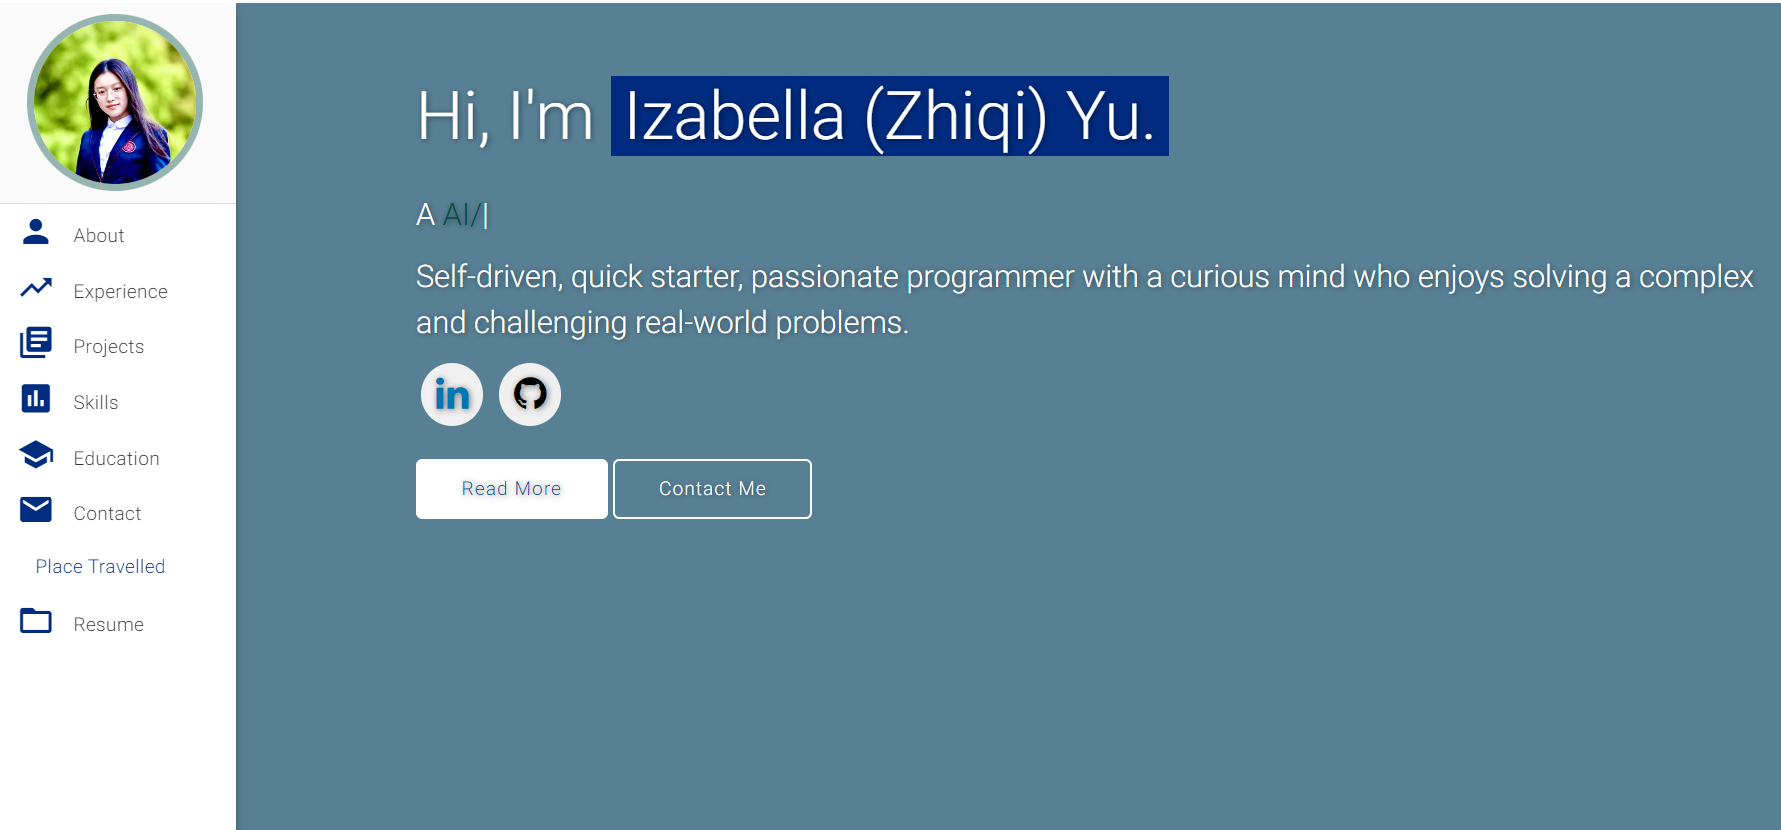 About
Experience
Projects
Skills
Education
Contact
Place Travelled
Resume
Hi, I'm Izabella (Zhiqi) Yu.
A AI/|
Self-driven, quick starter, passionate programmer with a curious mind who enjoys solving a complex
and challenging real-world problems.
in
Read More Contact Me